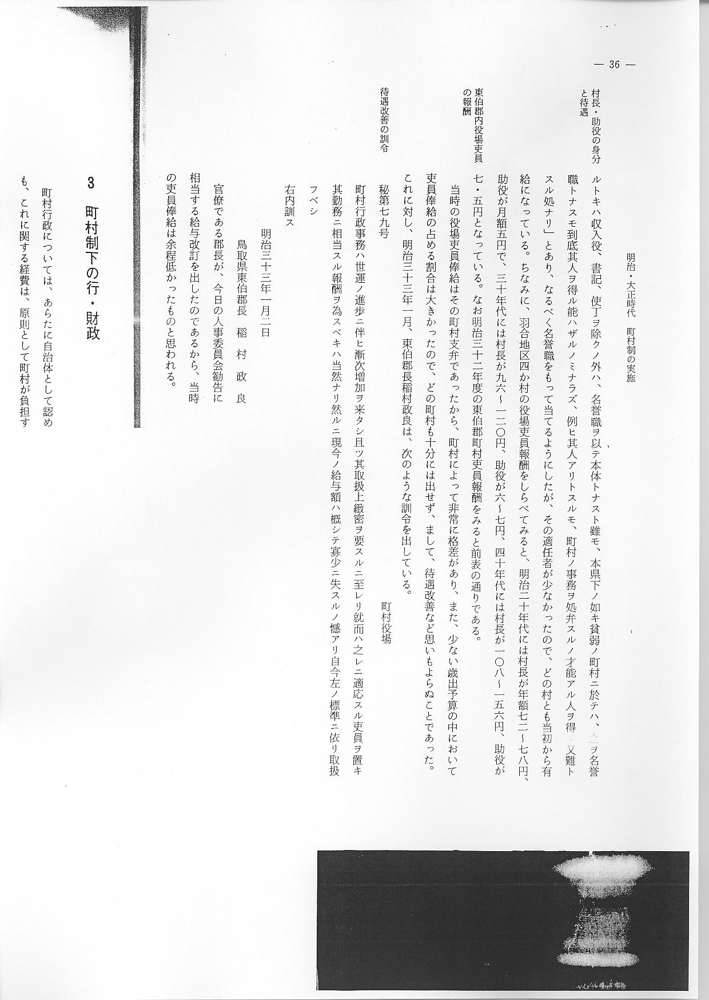 ― 36 ―
明治・大正時代　町村制の実施
村長・助役の身分
と待遇
ルトキハ収入役、書記、使丁ヲ除クノ外ハ、名誉職ヲ以テ本体トナスト雖モ、本県下ノ如キ貧弱ノ町村ニ於テハ、之ヲ名誉
職トナスモ到底其人ヲ得ル能ハザルノミナラズ、例ヒ其人アリトスルモ、町村ノ事務ヲ処弁スルノ才能アル人ヲ得ル又難ト
スル処ナリ」とあり、なるべく名誉職をもって当てるようにしたが、その適任者が少なかったので、どの村とも当初から有
給になっている。ちなみに、羽合地区四か村の役場吏員報酬をしらべてみると、明治二十年代には村長が年額七二〜七八円、
助役が月額五円で、三十年代には村長が九六〜一二〇円、助役が六〜七円、四十年代には村長が一〇八〜一五六円、助役が
東伯郡内役場吏員
の報酬
七・五円となっている。なお明治三十二年度の東伯郡町村吏員報酬をみると前表の通りである。
当時の役場吏員俸給はその町村支弁であったから、町村によって非常に格差があり、また、少ない歳出予算の中において
吏員俸給の占める割合は大きかったので、どの町村も十分には出せず、まして、待遇改善など思いもよらぬことであった。
これに対し、明治三十三年一月、東伯郡長稲村政良は、次のような訓令を出している。
待遇改善の訓令
秘第七九号　町村役場
町村行政事務ハ世運ノ進歩ニ伴ヒ漸次増加ヲ来タシ且ツ其取扱上緻密ヲ要スルニ至レリ就而ハ之レニ適応スル吏員ヲ置キ
其勤務ニ相当スル報酬ヲ為スベキハ当然ナリ然ルニ現今ノ給与額ハ概シテ寡少ニ失スルノ憾アリ自今左ノ標準ニ依リ取扱
フベシ
右内訓ス
明治三十三年一月二日
鳥取県東伯郡長　稲　村　政　良
官僚である郡長が、今日の人事委員会勧告に
相当する給与改訂を出したのであるから、当時
の吏員俸給は余程低かったものと思われる。
3　町村制下の行・財政
町村行政については、あらたに自治体として認め
も、これに関する経費は、原則として町村が負担す